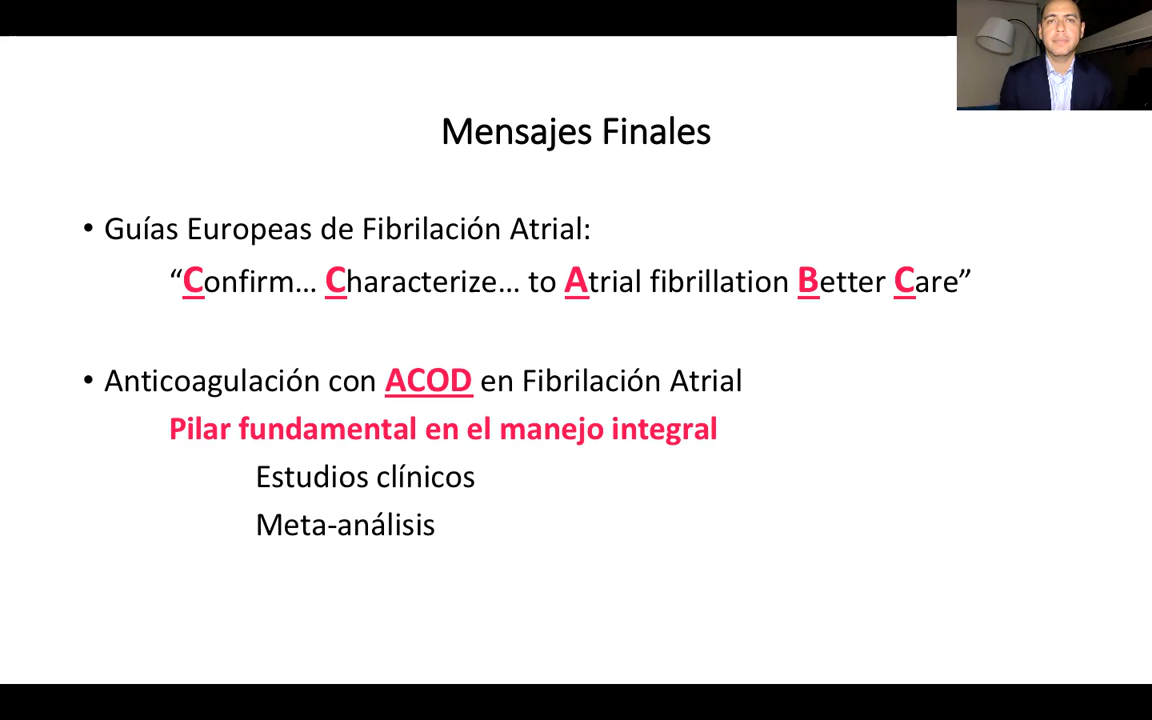 Mensajes Finales
• Guías Europeas de Fibrilación Atrial:
“Confirm… Characterize… to Atrial fibrillation Better Care”
• Anticoagulación con ACOD en Fibrilación Atrial
Pilar fundamental en el manejo integral
Estudios clínicos
Meta-análisis